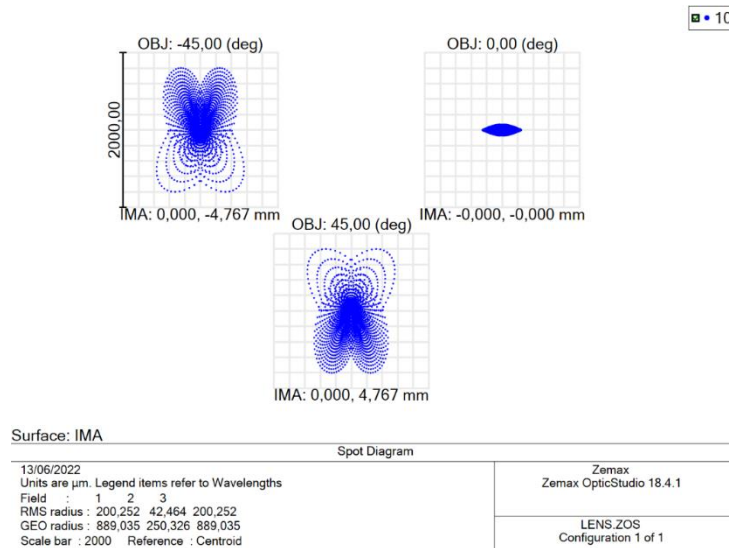 10
OBJ: -45,00 (deg)
OBJ: 0,00 (deg)
2000,00
IMA: 0,000, -4,767 mm
IMA: -0,000, -0,000 mm
OBJ: 45,00 (deg)
IMA: 0,000, 4,767 mm
Surface: IMA
Spot Diagram
13/06/2022
Units are µm. Legend items refer to Wavelengths
Field : 1 2 3
RMS radius : 200,252 42,464 200,252
GEO radius : 889,035 250,326 889,035
Scale bar : 2000 Reference : Centroid
Zemax
Zemax OpticStudio 18.4.1
LENS.ZOS
Configuration 1 of 1